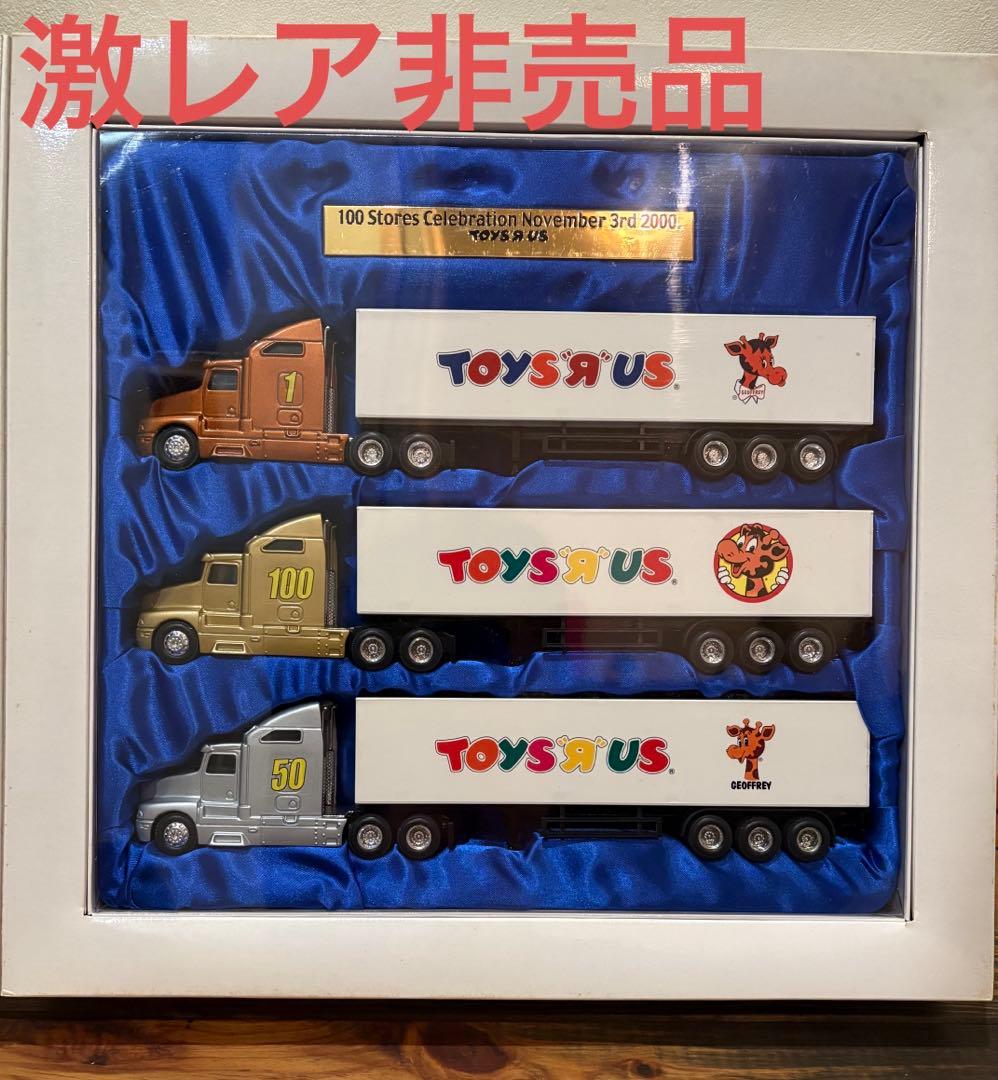 激レア非売品
100 Stores Celebration November 3rd 2000.
TOYS "R" US
1
TOYS "R" US®
GEOFFREY
®
100
TOYS "R" US®
50
TOYS "R" US®
GEOFFREY